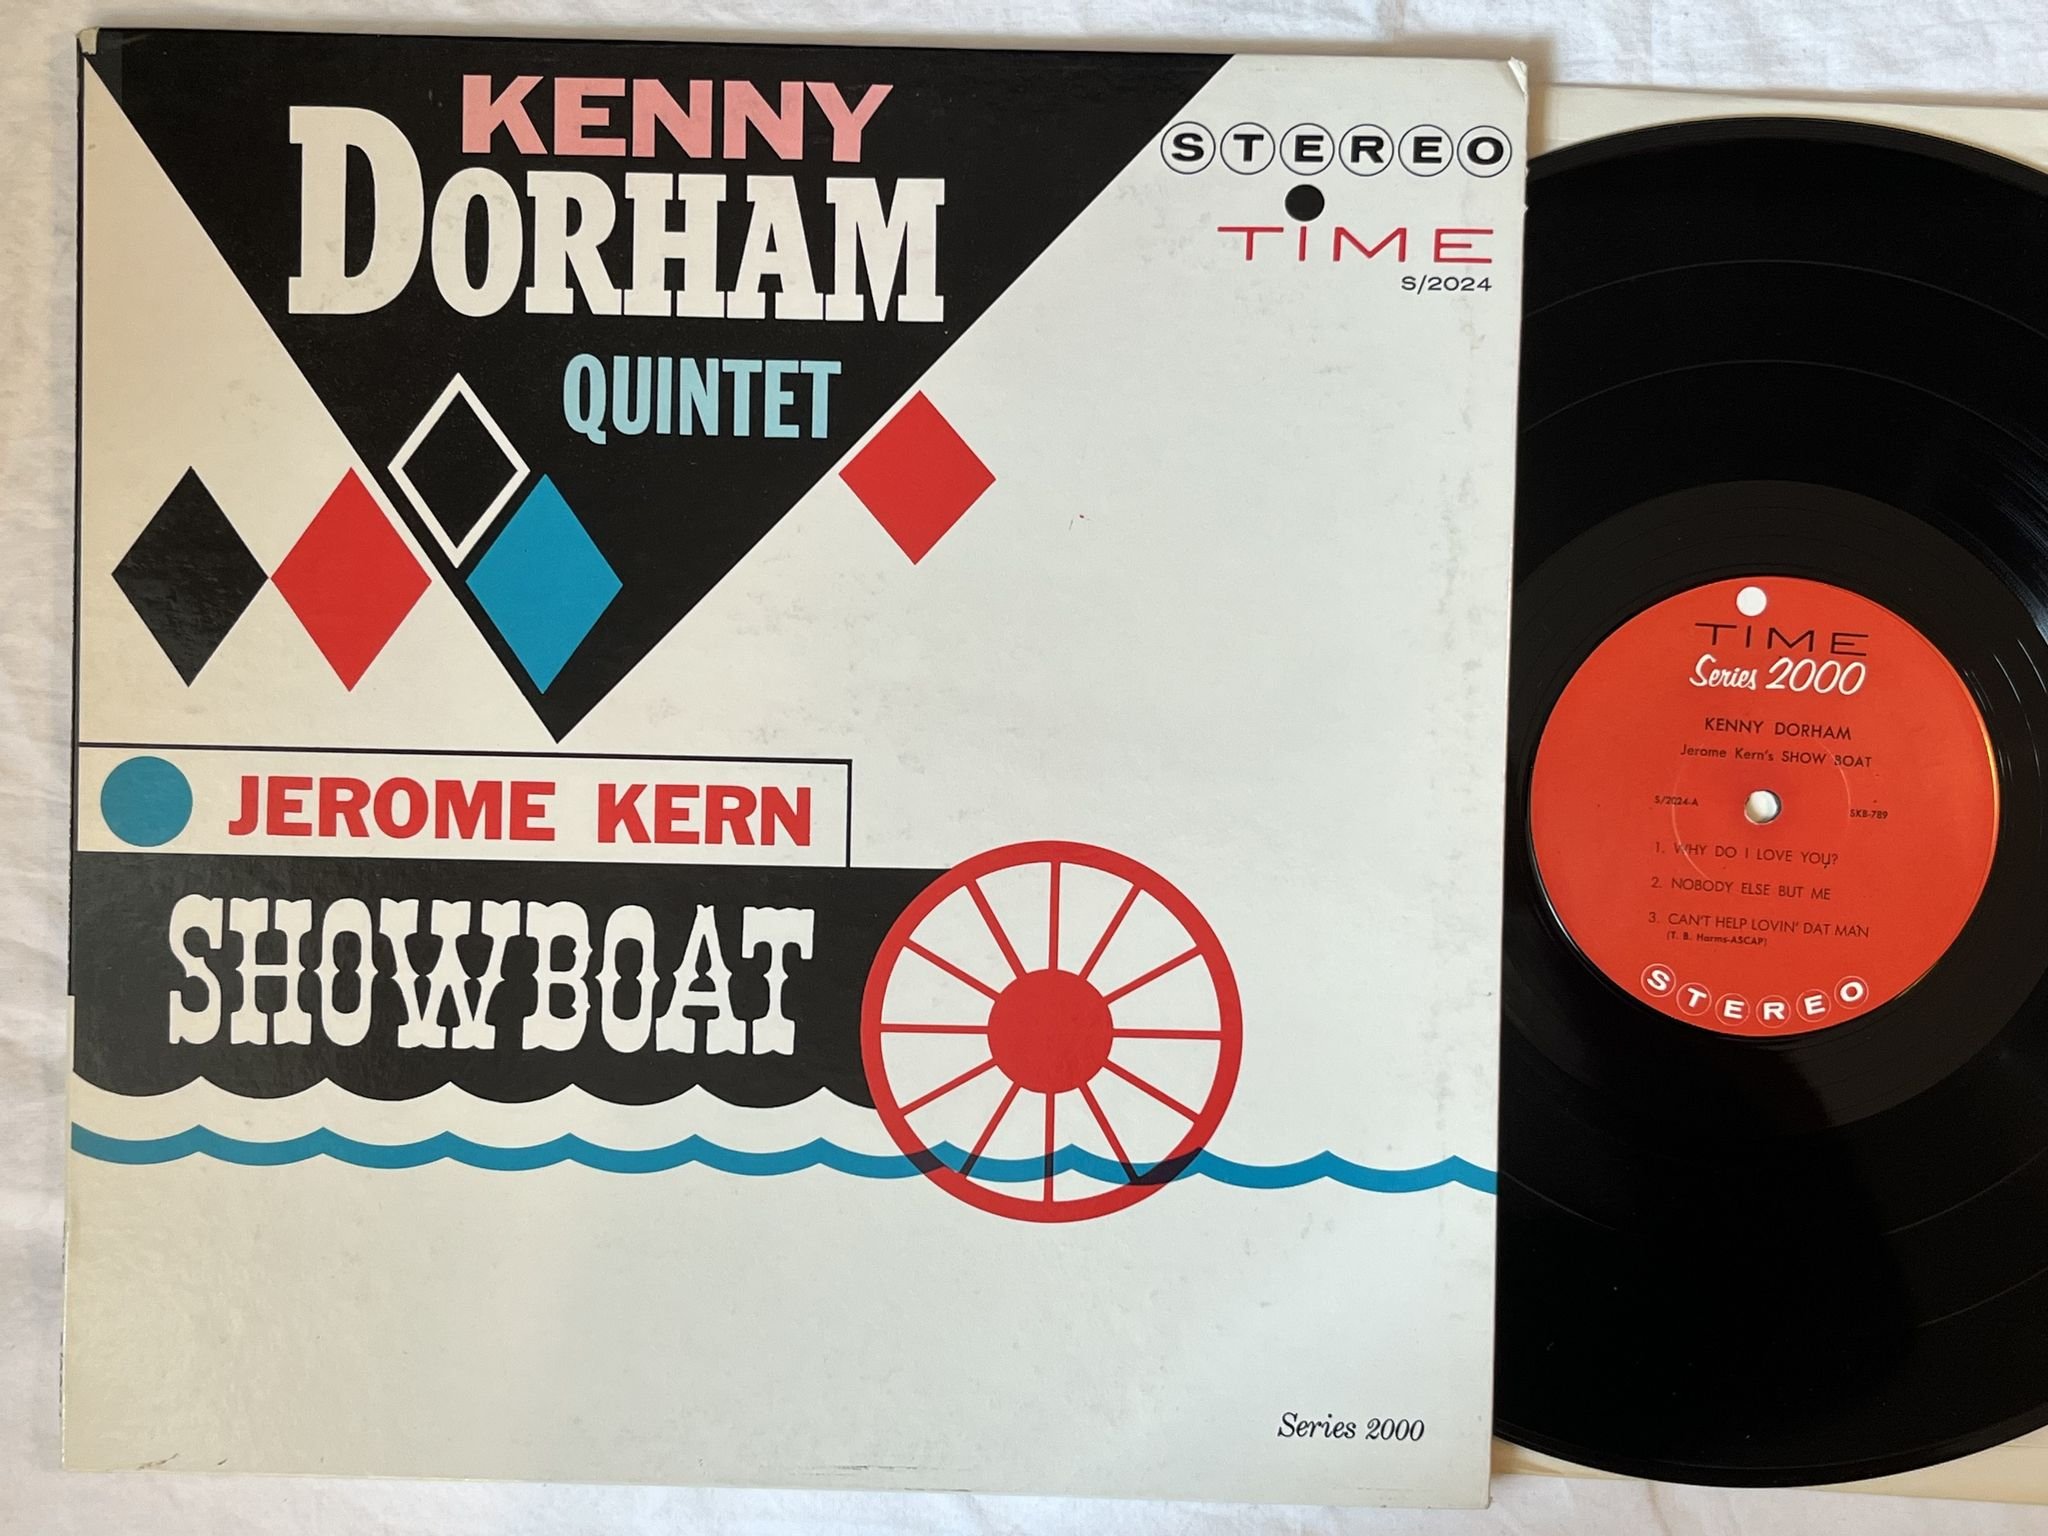 KENNY
DORHAM
QUINTET
STEREO
TIME
S/2024
JEROME KERN
SHOWBOAT
Series 2000
TIME
Series 2000
KENNY DORHAM
Jerome Kern's SHOW BOAT
S/2024-A
SKB-789
1. WHY DO I LOVE YOU?
2. NOBODY ELSE BUT ME
3. CAN'T HELP LOVIN' DAT MAN
(T. B. Harms-ASCAP)
STEREO